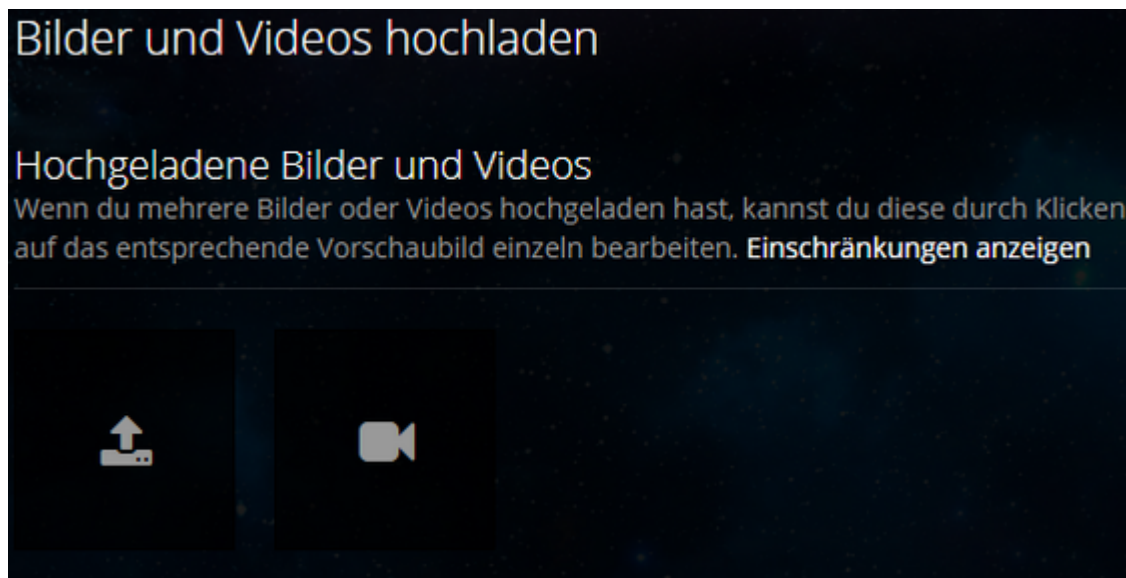 Bilder und Videos hochladen
Hochgeladene Bilder und Videos
Wenn du mehrere Bilder oder Videos hochgeladen hast, kannst du diese durch Klicken
auf das entsprechende Vorschaubild einzeln bearbeiten. Einschränkungen anzeigen